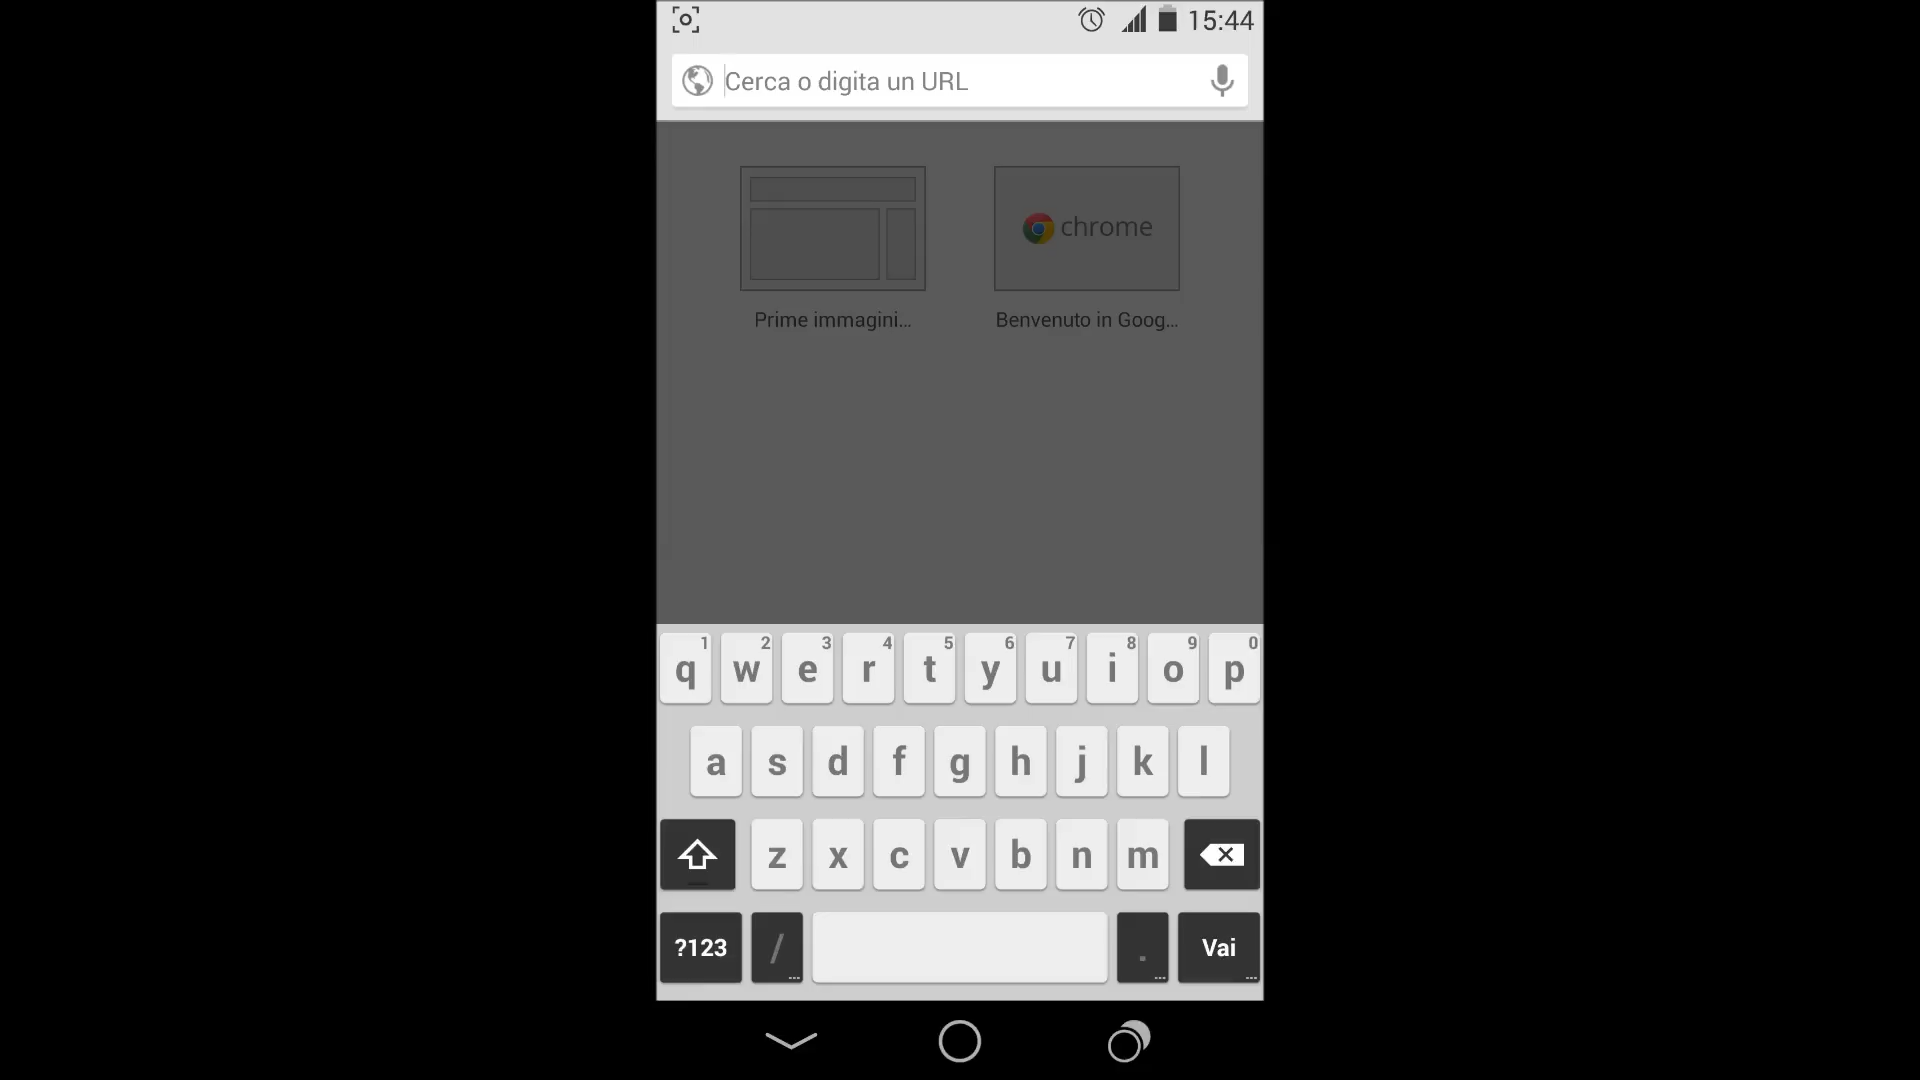 15:44
Cerca o digita un URL
chrome
Prime immagini... Benvenuto in Goog...
1 2 3 4 5 6 7 8 9 0
q w e r t y u i o p
a s d f g h j k l
z x c v b n m
?123 / . Vai